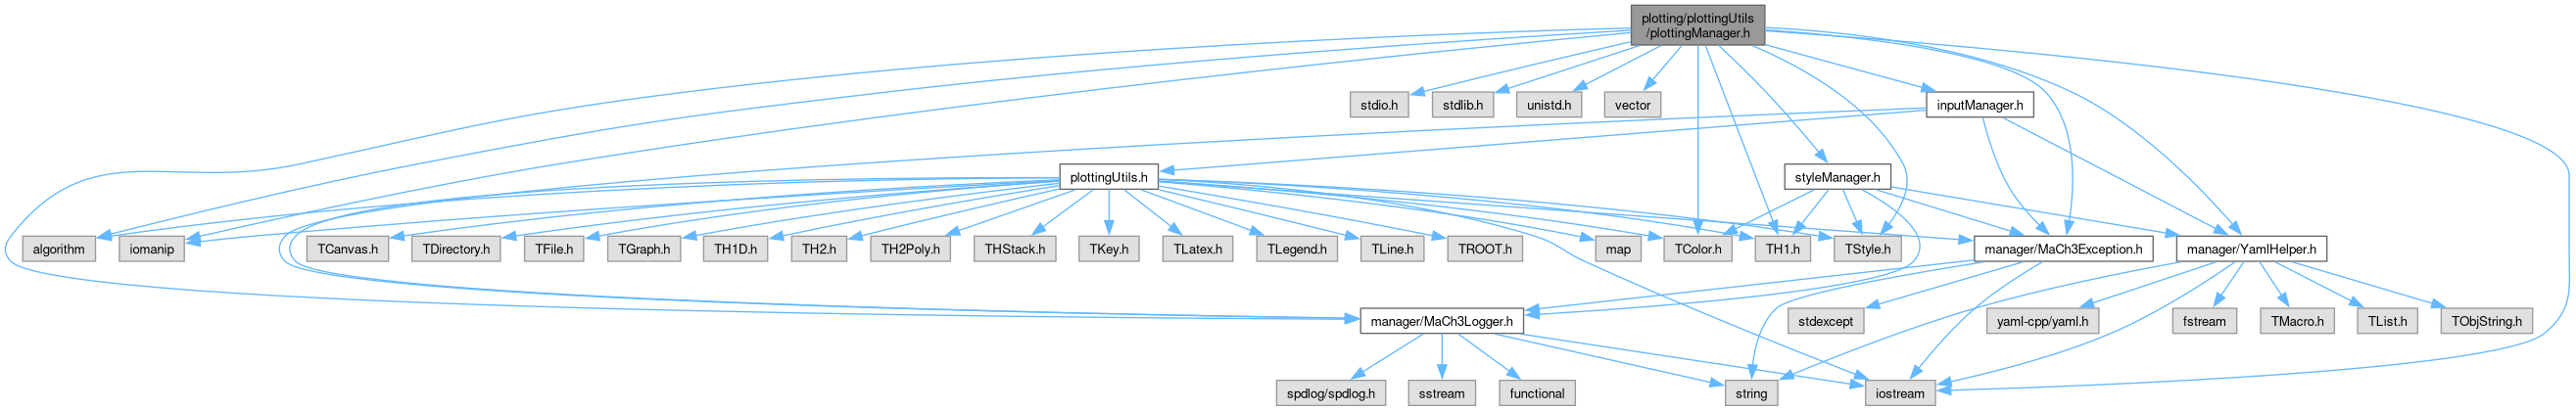 plotting/plottingUtils
/plottingManager.h
stdio.h
stdlib.h
unistd.h
vector
inputManager.h
plottingUtils.h
styleManager.h
algorithm
iomanip
TCanvas.h
TDirectory.h
TFile.h
TGraph.h
TH1D.h
TH2.h
TH2Poly.h
THStack.h
TKey.h
TLatex.h
TLegend.h
TLine.h
TROOT.h
map
TColor.h
TH1.h
TStyle.h
manager/MaCh3Exception.h
manager/YamlHelper.h
manager/MaCh3Logger.h
stdexcept
yaml-cpp/yaml.h
fstream
TMacro.h
TList.h
TObjString.h
spdlog/spdlog.h
sstream
functional
string
iostream